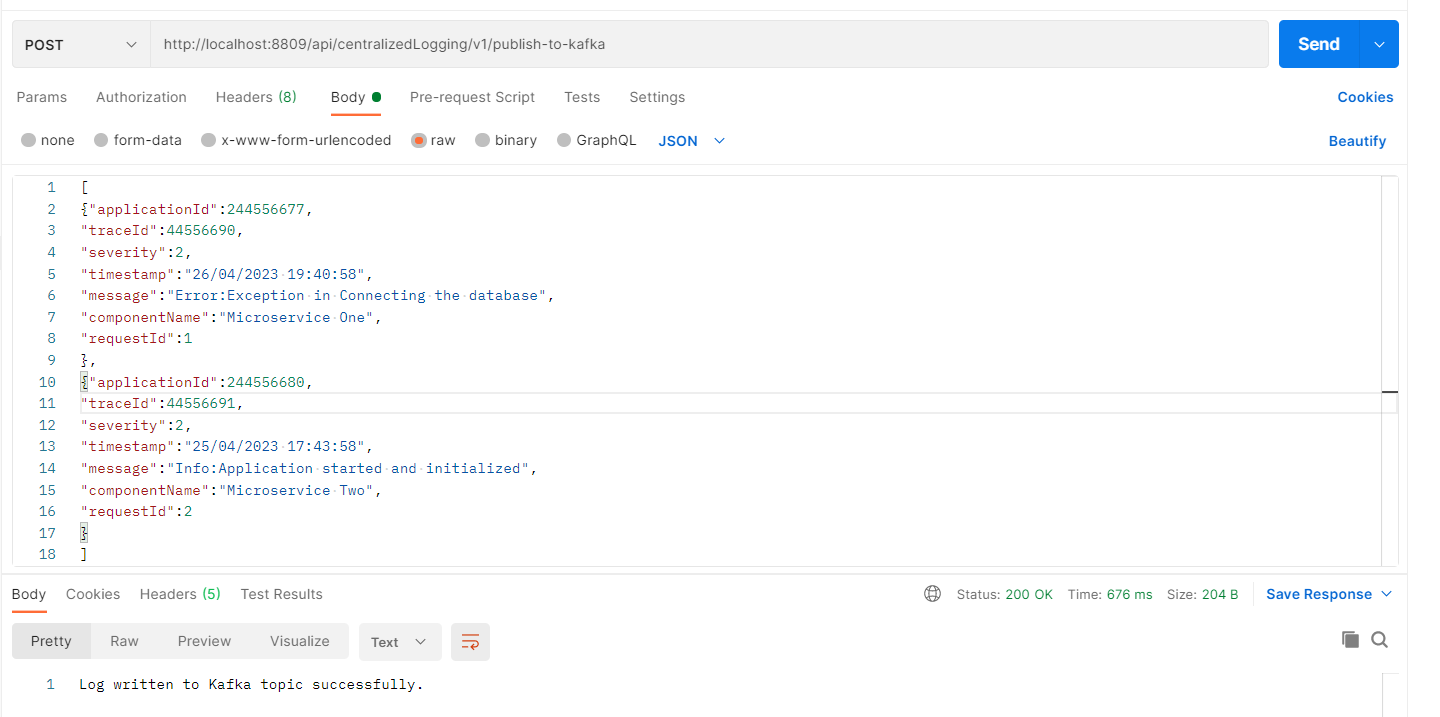 POST http://localhost:8809/api/centralizedLogging/v1/publish-to-kafka Send
Params Authorization Headers (8) Body Pre-request Script Tests Settings Cookies
none form-data x-www-form-urlencoded raw binary GraphQL JSON Beautify
1 [
2 {"applicationId":244556677,
3 "traceId":44556690,
4 "severity":2,
5 "timestamp":"26/04/2023 19:40:58",
6 "message":"Error:Exception in Connecting the database",
7 "componentName":"Microservice One",
8 "requestId":1
9 },
10 {"applicationId":244556680,
11 "traceId":44556691,
12 "severity":2,
13 "timestamp":"25/04/2023 17:43:58",
14 "message":"Info:Application started and initialized",
15 "componentName":"Microservice Two",
16 "requestId":2
17 }
18 ]
Body Cookies Headers (5) Test Results Status: 200 OK Time: 676 ms Size: 204 B Save Response
Pretty Raw Preview Visualize Text
1 Log written to Kafka topic successfully.